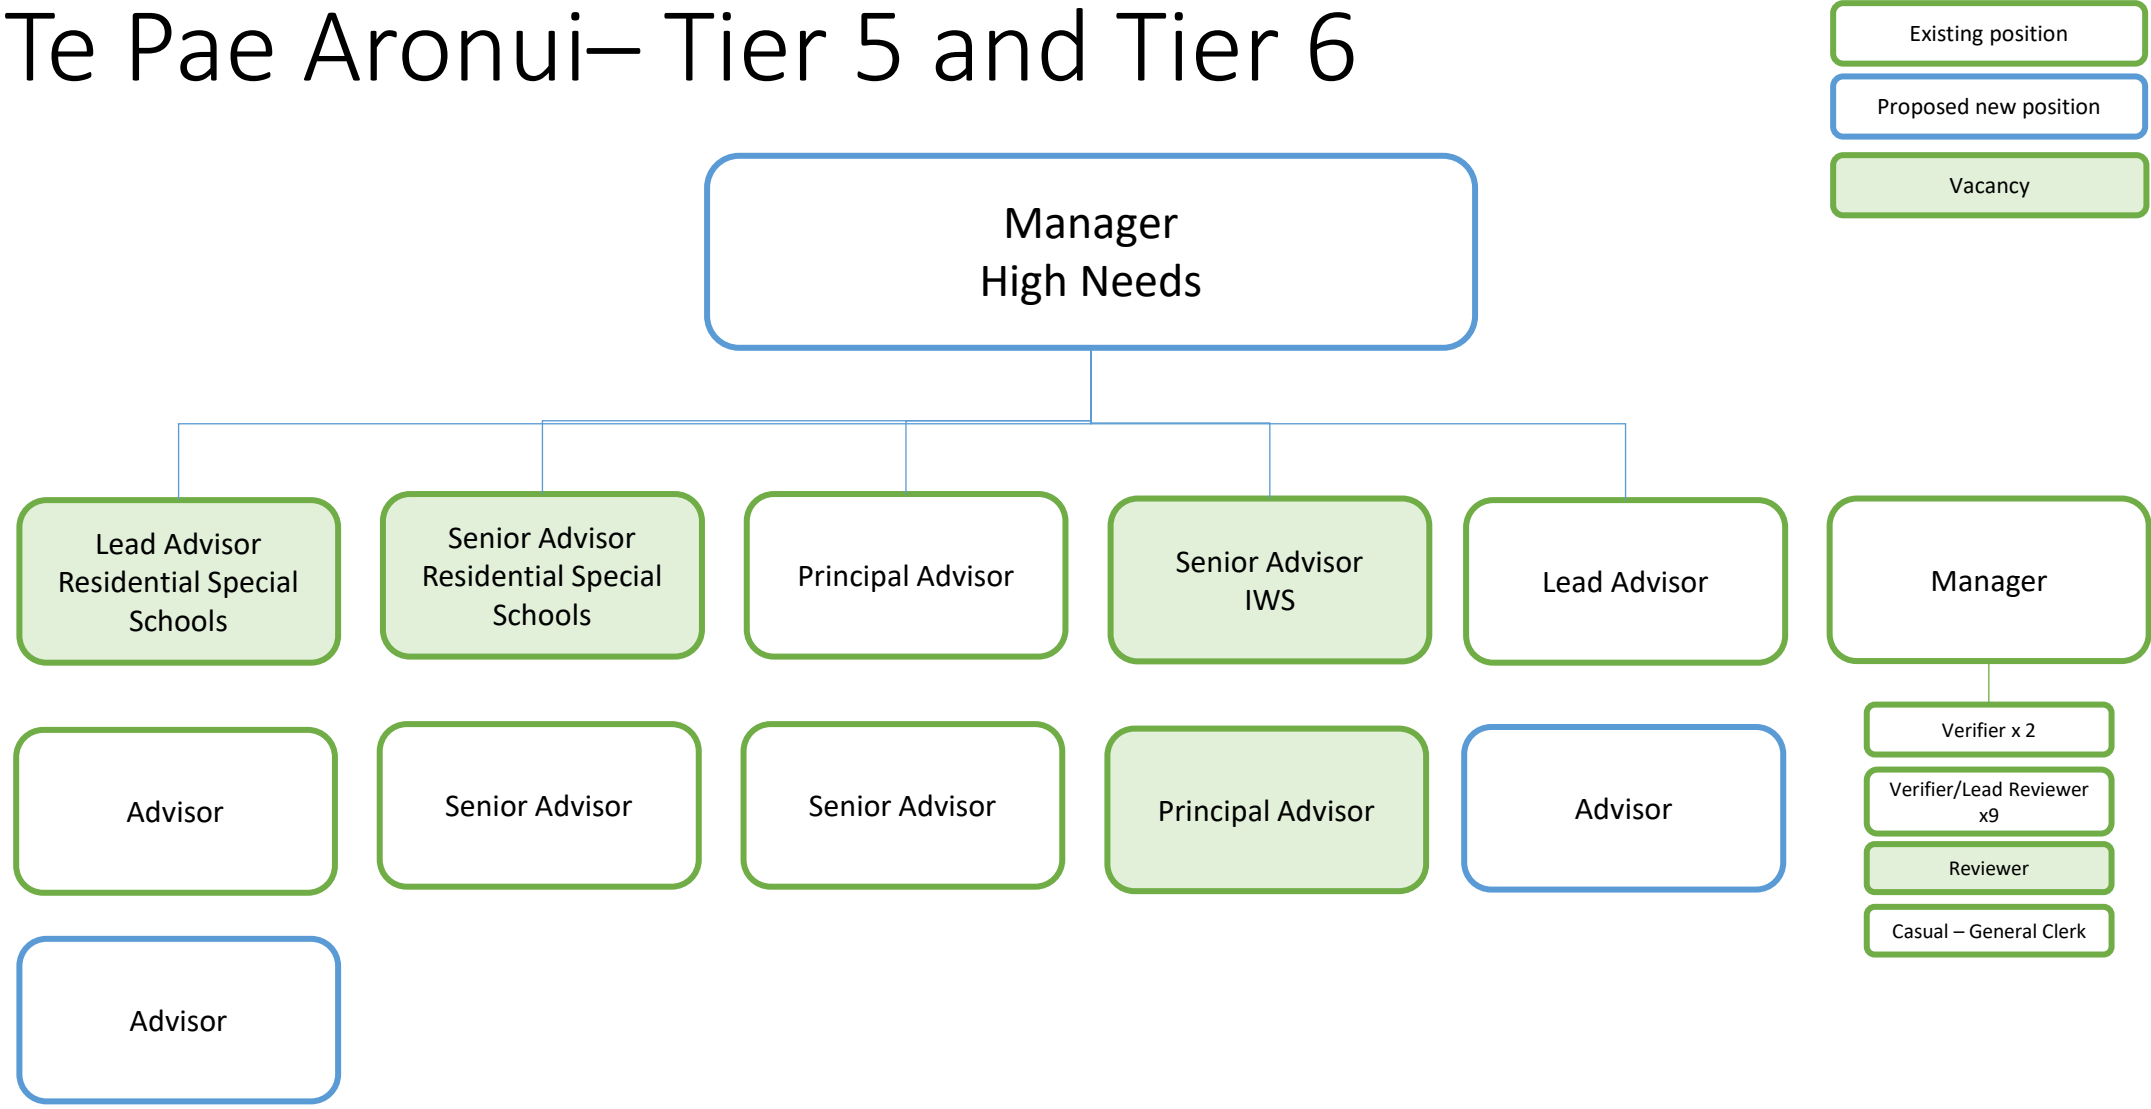 Te Pae Aronui– Tier 5 and Tier 6
Existing position
Proposed new position
Vacancy
Manager
High Needs
Lead Advisor
Residential Special
Schools
Senior Advisor
Residential Special
Schools
Principal Advisor
Senior Advisor
IWS
Lead Advisor
Manager
Advisor
Senior Advisor
Senior Advisor
Principal Advisor
Advisor
Verifier x 2
Verifier/Lead Reviewer
x9
Reviewer
Casual – General Clerk
Advisor